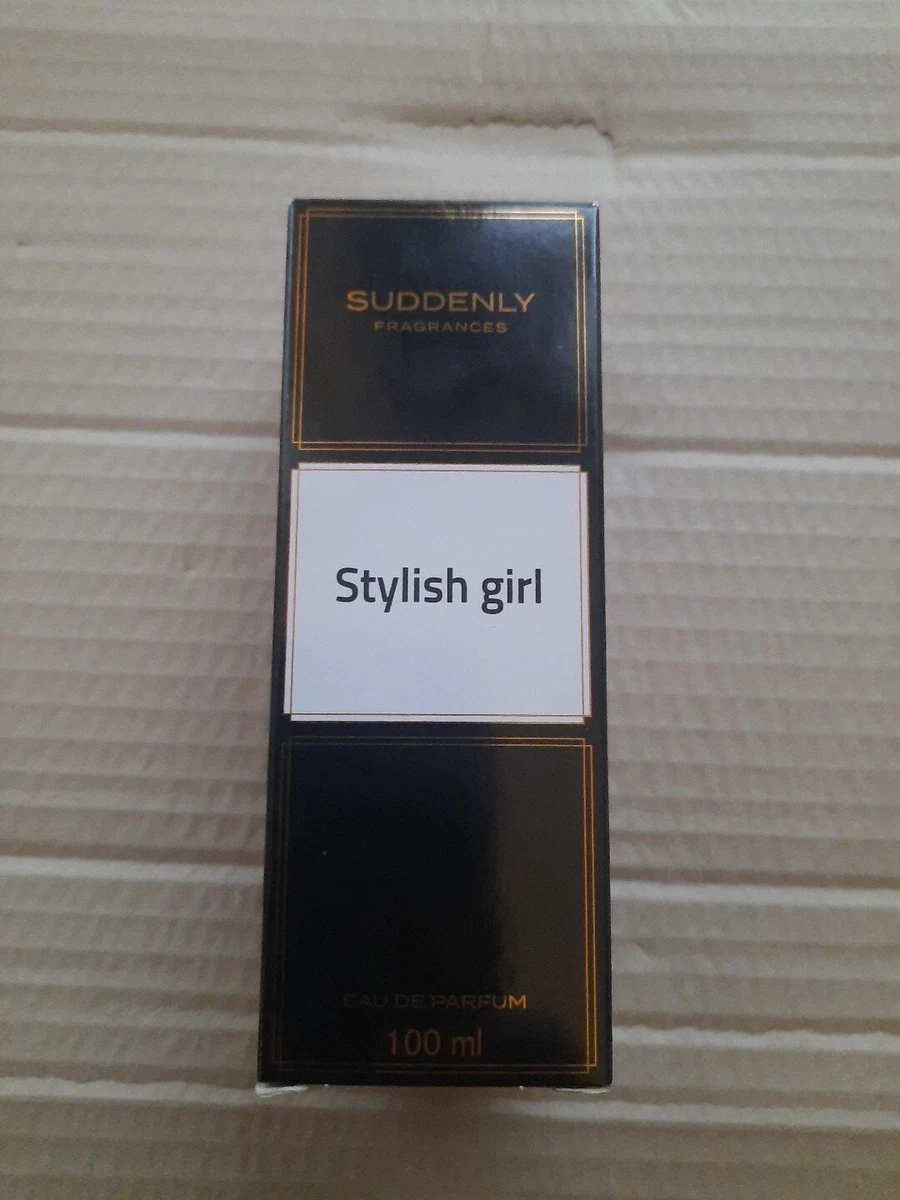 SUDDENLY
FRAGRANCES
Stylish girl
EAU DE PARFUM
100 ml